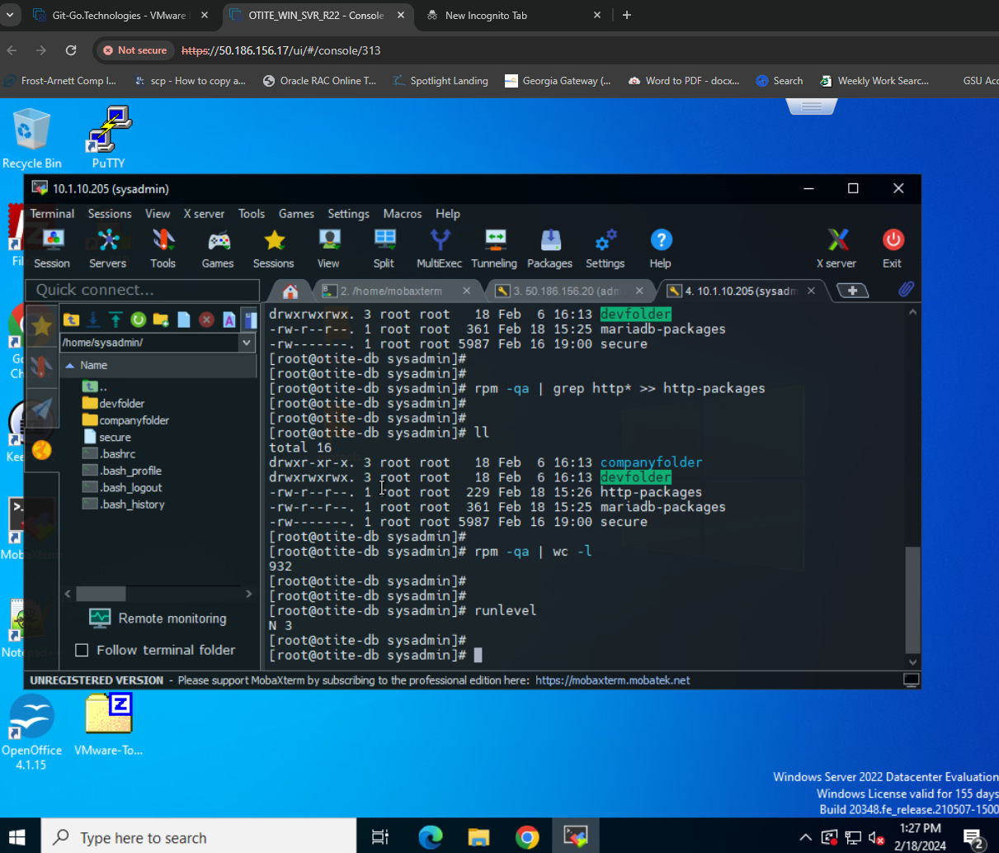 Git-Go.Technologies - VMware
OTITE_WIN_SVR_R22 - Console
New Incognito Tab
Not secure
https://50.186.156.17/ui/#/console/313
Frost-Arnett Comp I...
scp - How to copy a...
Oracle RAC Online T...
Spotlight Landing
Georgia Gateway (...
Word to PDF - docx...
Search
Weekly Work Searc...
GSU Acc
Recycle Bin
PuTTY
10.1.10.205 (sysadmin)
Terminal Sessions View X server Tools Games Settings Macros Help
Session Servers Tools Games Sessions View Split MultiExec Tunneling Packages Settings Help X server Exit
Quick connect...
2. /home/mobaxterm
3. 50.186.156.20 (adm
4. 10.1.10.205 (sysadm
/home/sysadmin/
Name
..
devfolder
companyfolder
secure
.bashrc
.bash_profile
.bash_logout
.bash_history
Remote monitoring
Follow terminal folder
drwxrwxrwx. 3 root root   18 Feb  6 16:13 devfolder
-rw-r--r--. 1 root root  361 Feb 18 15:25 mariadb-packages
-rw-------. 1 root root 5987 Feb 16 19:00 secure
[root@otite-db sysadmin]#
[root@otite-db sysadmin]#
[root@otite-db sysadmin]# rpm -qa | grep http* >> http-packages
[root@otite-db sysadmin]#
[root@otite-db sysadmin]#
[root@otite-db sysadmin]# ll
total 16
drwxr-xr-x. 3 root root   18 Feb  6 16:13 companyfolder
drwxrwxrwx. 3 root root   18 Feb  6 16:13 devfolder
-rw-r--r--. 1 root root  229 Feb 18 15:26 http-packages
-rw-r--r--. 1 root root  361 Feb 18 15:25 mariadb-packages
-rw-------. 1 root root 5987 Feb 16 19:00 secure
[root@otite-db sysadmin]#
[root@otite-db sysadmin]# rpm -qa | wc -l
932
[root@otite-db sysadmin]#
[root@otite-db sysadmin]#
[root@otite-db sysadmin]# runlevel
N 3
[root@otite-db sysadmin]#
[root@otite-db sysadmin]#
UNREGISTERED VERSION - Please support MobaXterm by subscribing to the professional edition here: https://mobaxterm.mobatek.net
OpenOffice
4.1.15
VMware-To...
Windows Server 2022 Datacenter Evaluation
Windows License valid for 155 days
Build 20348.fe_release.210507-1500
Type here to search
1:27 PM
2/18/2024
2